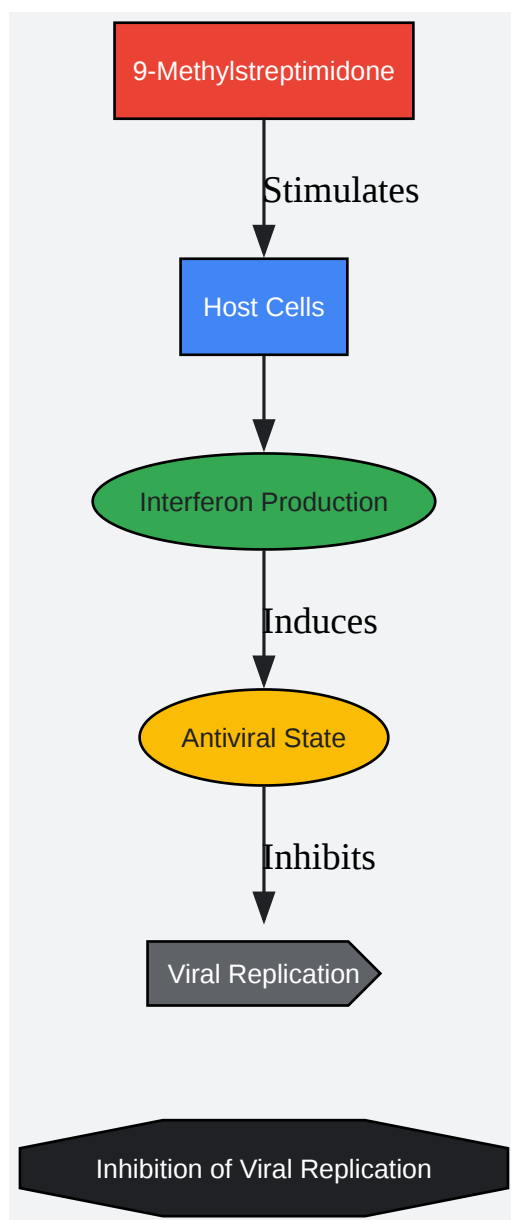 9-Methylstreptimidone
Stimulates
Host Cells
Interferon Production
Induces
Antiviral State
Inhibits
Viral Replication
Inhibition of Viral Replication